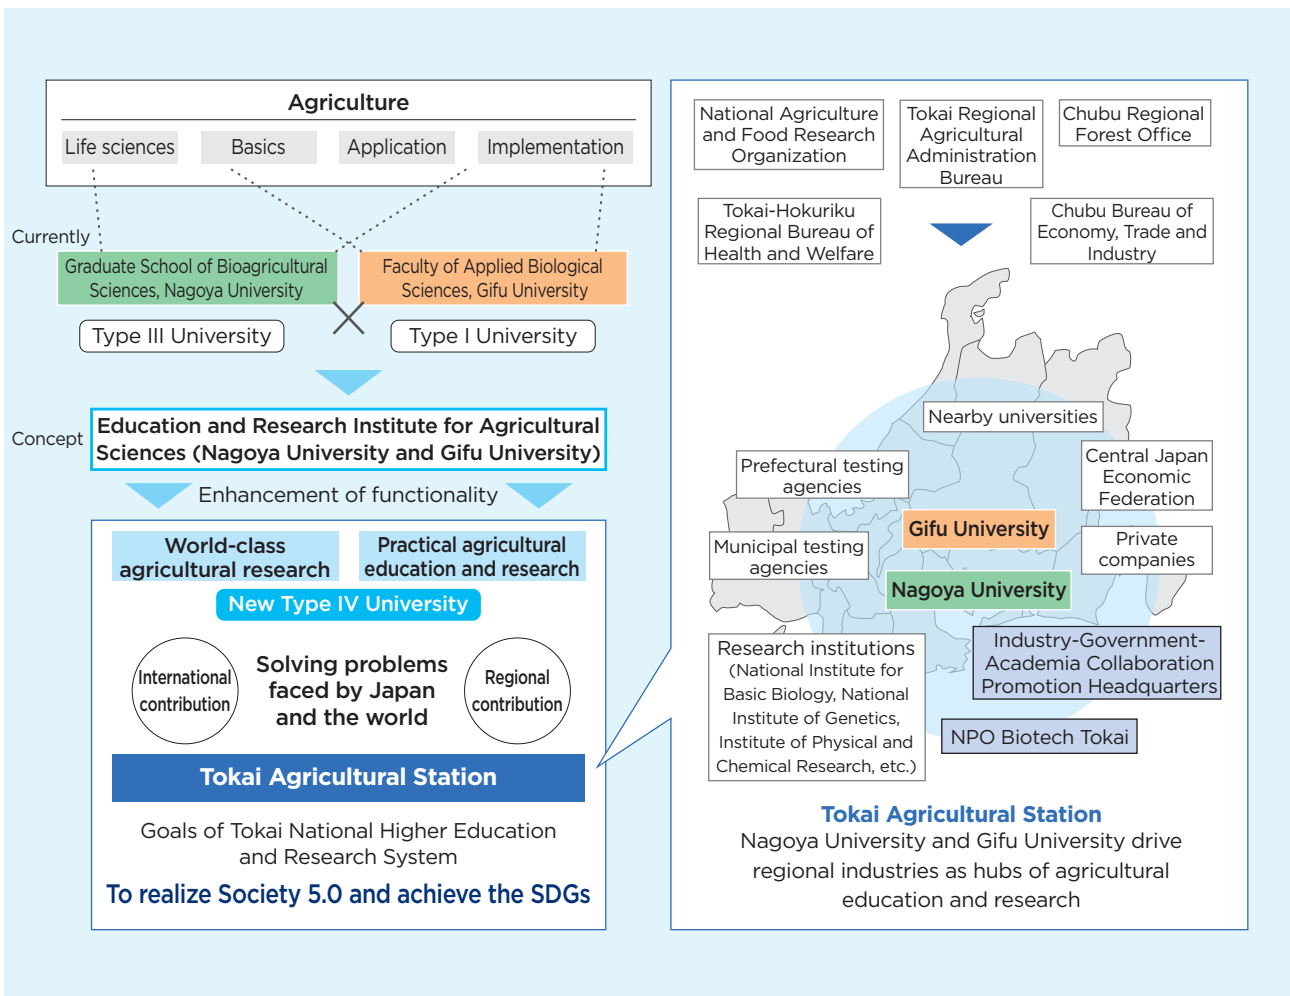 Agriculture
Life sciences
Basics
Application
Implementation
Currently
Graduate School of Bioagricultural
Sciences, Nagoya University
Faculty of Applied Biological
Sciences, Gifu University
Type III University
Type I University
Concept
Education and Research Institute for Agricultural
Sciences (Nagoya University and Gifu University)
Enhancement of functionality
World-class
agricultural research
Practical agricultural
education and research
New Type IV University
International
contribution
Solving problems
faced by Japan
and the world
Regional
contribution
Tokai Agricultural Station
Goals of Tokai National Higher Education
and Research System
To realize Society 5.0 and achieve the SDGs
National Agriculture
and Food Research
Organization
Tokai Regional
Agricultural
Administration
Bureau
Chubu Regional
Forest Office
Tokai-Hokuriku
Regional Bureau of
Health and Welfare
Chubu Bureau of
Economy, Trade and
Industry
Nearby universities
Prefectural testing
agencies
Central Japan
Economic
Federation
Gifu University
Municipal testing
agencies
Private
companies
Nagoya University
Research institutions
(National Institute for
Basic Biology, National
Institute of Genetics,
Institute of Physical and
Chemical Research, etc.)
Industry-Government-
Academia Collaboration
Promotion Headquarters
NPO Biotech Tokai
Tokai Agricultural Station
Nagoya University and Gifu University drive
regional industries as hubs of agricultural
education and research